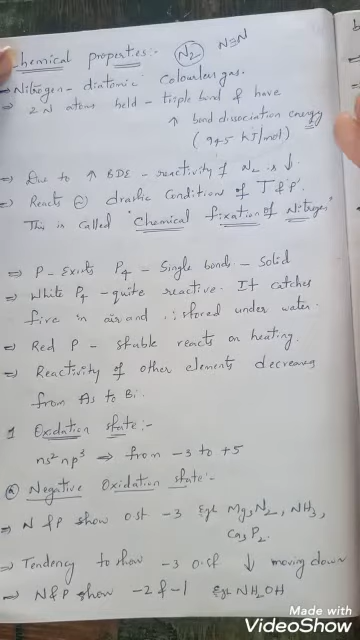 Chemical properties:-  N2  N≡N
⇒ Nitrogen - diatomic colourless gas.
⇒ 2 N atoms held - triple bond & have
↑ bond dissociation energy
(945 kJ/mol)
⇒ Due to ↑ BDE - reactivity of N2 is ↓.
⇒ Reacts @ drastic condition of T & P.
This is called "Chemical fixation of Nitrogen"
⇒ P - Exists P4 - Single bonds - Solid
⇒ White P4 - quite reactive. It catches
fire in air and ∴ stored under water.
⇒ Red P - stable reacts on heating.
⇒ Reactivity of other elements decreases
from As to Bi.
Oxidation state:-
ns² np³ ⇒ from -3 to +5
ⓐ Negative Oxidation state:-
⇒ N & P show o.st -3 Eg/- Mg3N2, NH3,
Ca3P2.
⇒ Tendency to show -3 o.s of ↓ moving down
⇒ N & P show -2 & -1 Eg/- NH2OH
Made with
VideoShow